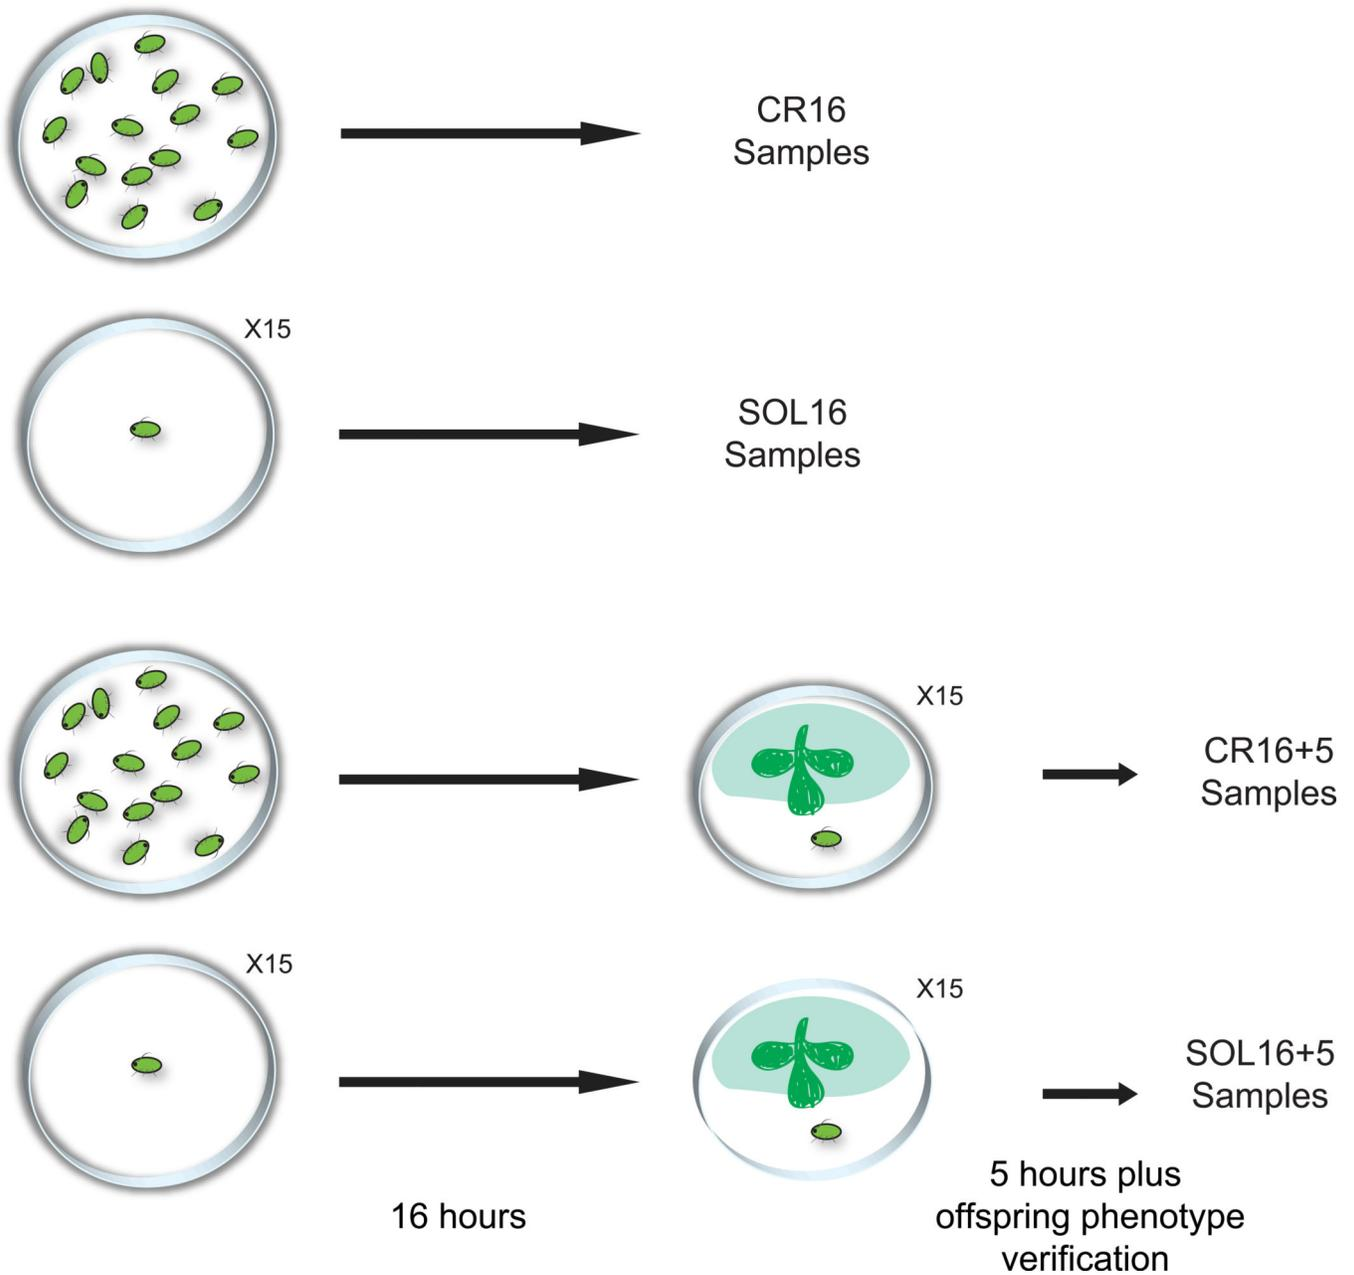 CR16
Samples
X15
SOL16
Samples
X15
CR16+5
Samples
X15
X15
SOL16+5
Samples
16 hours
5 hours plus
offspring phenotype
verification